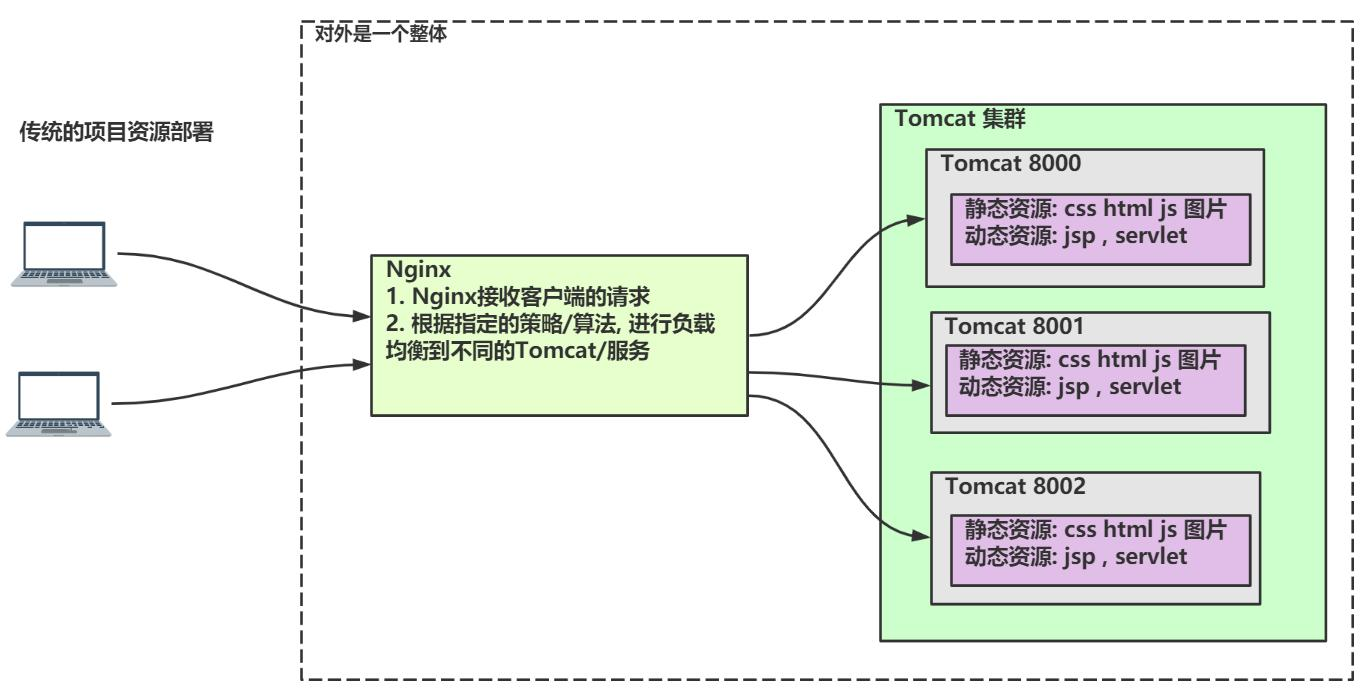 对外是一个整体
传统的项目资源部署
Nginx
1. Nginx接收客户端的请求
2. 根据指定的策略/算法, 进行负载
均衡到不同的Tomcat/服务
Tomcat 集群
Tomcat 8000
静态资源: css html js 图片
动态资源: jsp , servlet
Tomcat 8001
静态资源: css html js 图片
动态资源: jsp , servlet
Tomcat 8002
静态资源: css html js 图片
动态资源: jsp , servlet